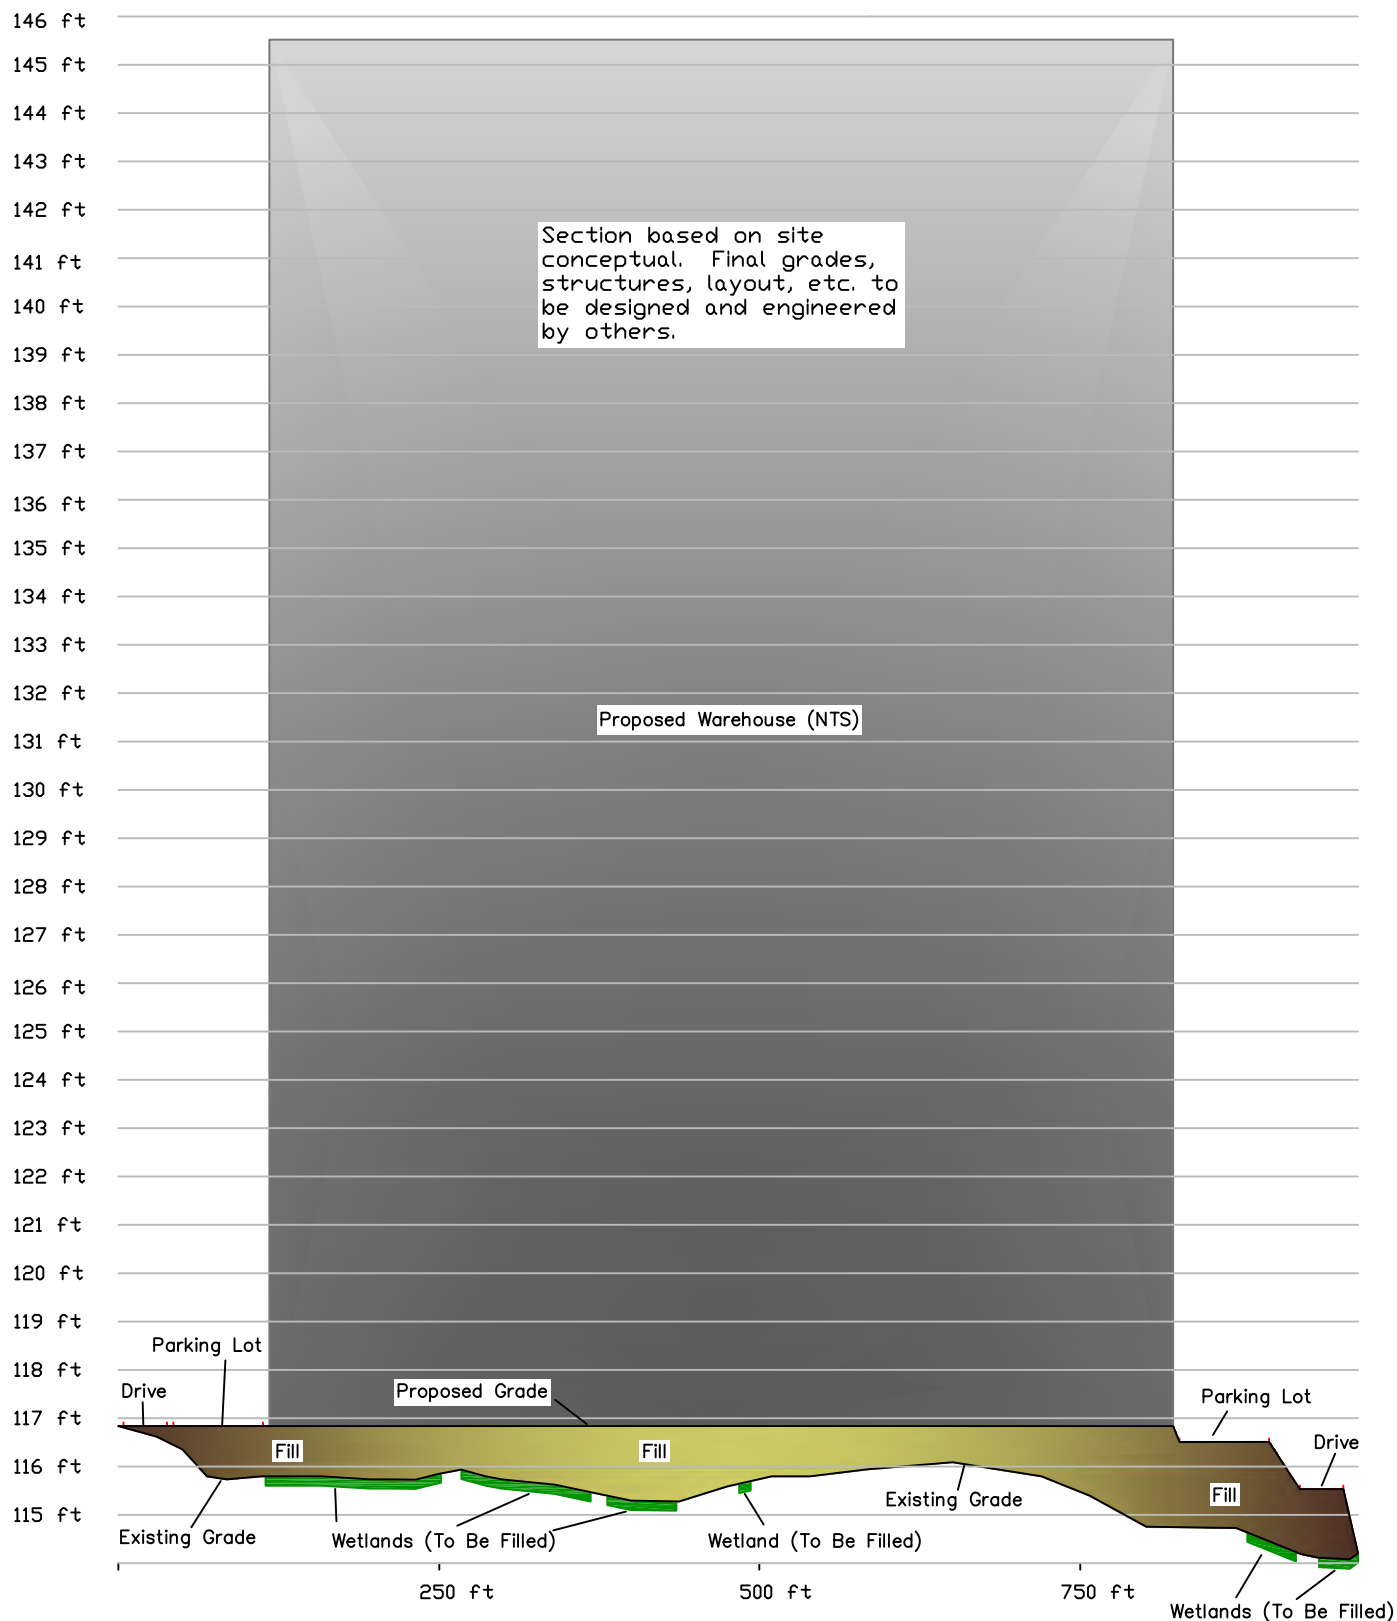 146 ft
145 ft
144 ft
143 ft
142 ft
Section based on site
conceptual. Final grades,
structures, layout, etc. to
be designed and engineered
by others.
141 ft
140 ft
139 ft
138 ft
137 ft
136 ft
135 ft
134 ft
133 ft
132 ft
Proposed Warehouse (NTS)
131 ft
130 ft
129 ft
128 ft
127 ft
126 ft
125 ft
124 ft
123 ft
122 ft
121 ft
120 ft
119 ft
Parking Lot
118 ft
Drive
Proposed Grade
Parking Lot
117 ft
Drive
Fill
Fill
116 ft
Fill
Existing Grade
115 ft
Existing Grade
Wetlands (To Be Filled)
Wetland (To Be Filled)
250 ft
500 ft
750 ft
Wetlands (To Be Filled)